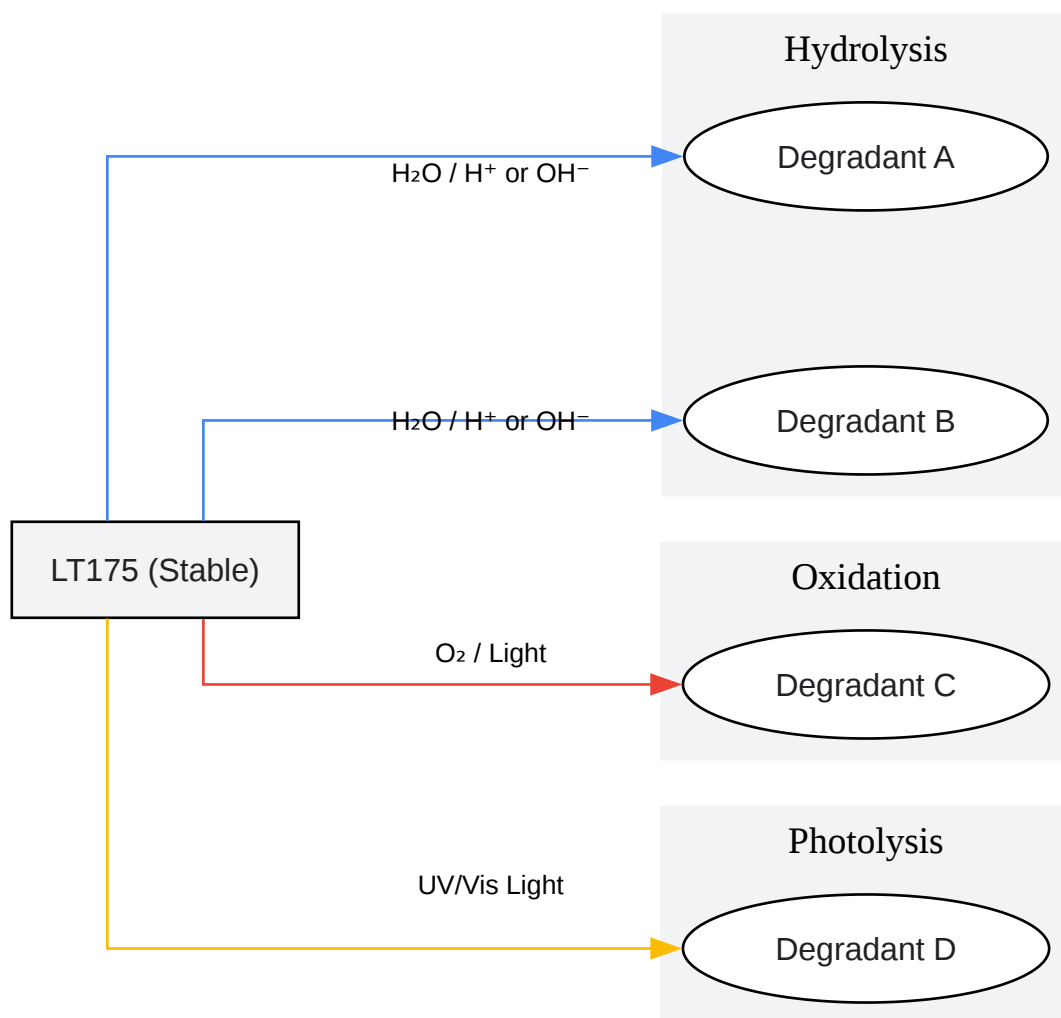 Hydrolysis
Degradant A
H₂O / H⁺ or OH⁻
Degradant B
H₂O / H⁺ or OH⁻
LT175 (Stable)
Oxidation
O₂ / Light
Degradant C
Photolysis
UV/Vis Light
Degradant D